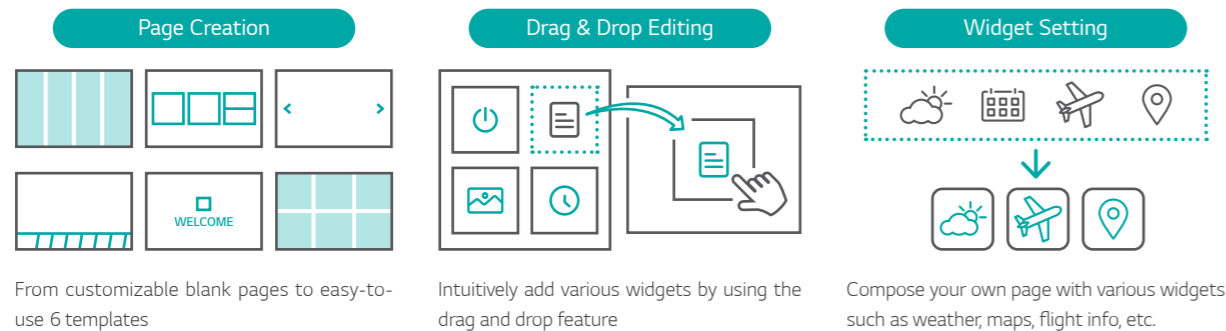 Page Creation
WELCOME
From customizable blank pages to easy-to-
use 6 templates
Drag & Drop Editing
Intuitively add various widgets by using the
drag and drop feature
Widget Setting
Compose your own page with various widgets
such as weather, maps, flight info, etc.